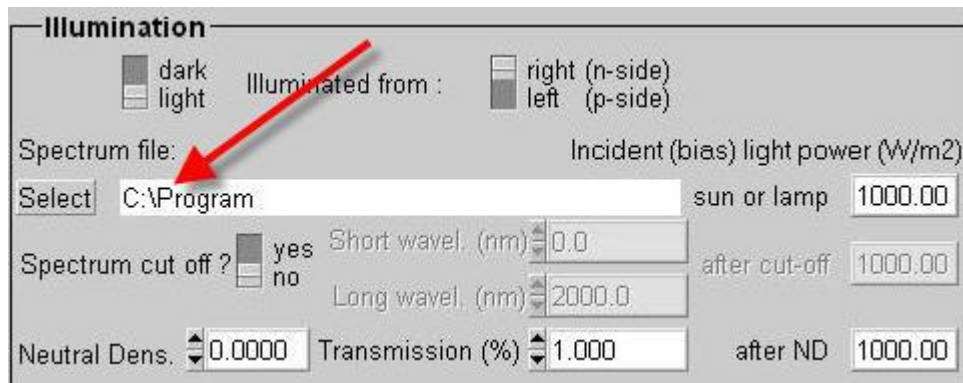 Illumination
dark
light
Illuminated from :
right (n-side)
left (p-side)
Spectrum file:
Incident (bias) light power (W/m2)
Select
C:\Program
sun or lamp
1000.00
Spectrum cut off ?
yes
no
Short wavel. (nm)
0.0
after cut-off
1000.00
Long wavel. (nm)
2000.0
Neutral Dens.
0.0000
Transmission (%)
1.000
after ND
1000.00